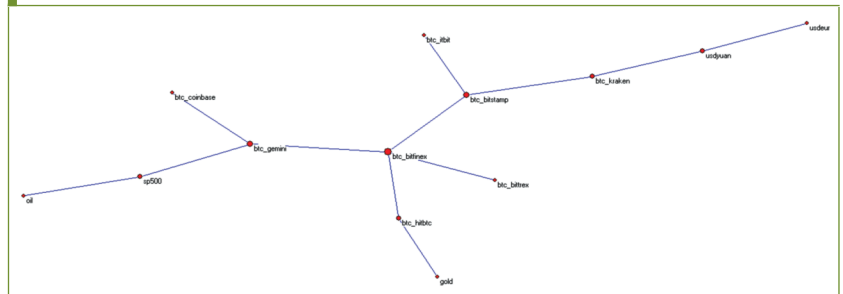 usdeur
btc_itbit
usdyuan
btc_kraken
btc_coinbase
btc_bitstamp
btc_gemini
btc_bitfinex
sp500
btc_bittrex
oil
btc_hitbtc
gold